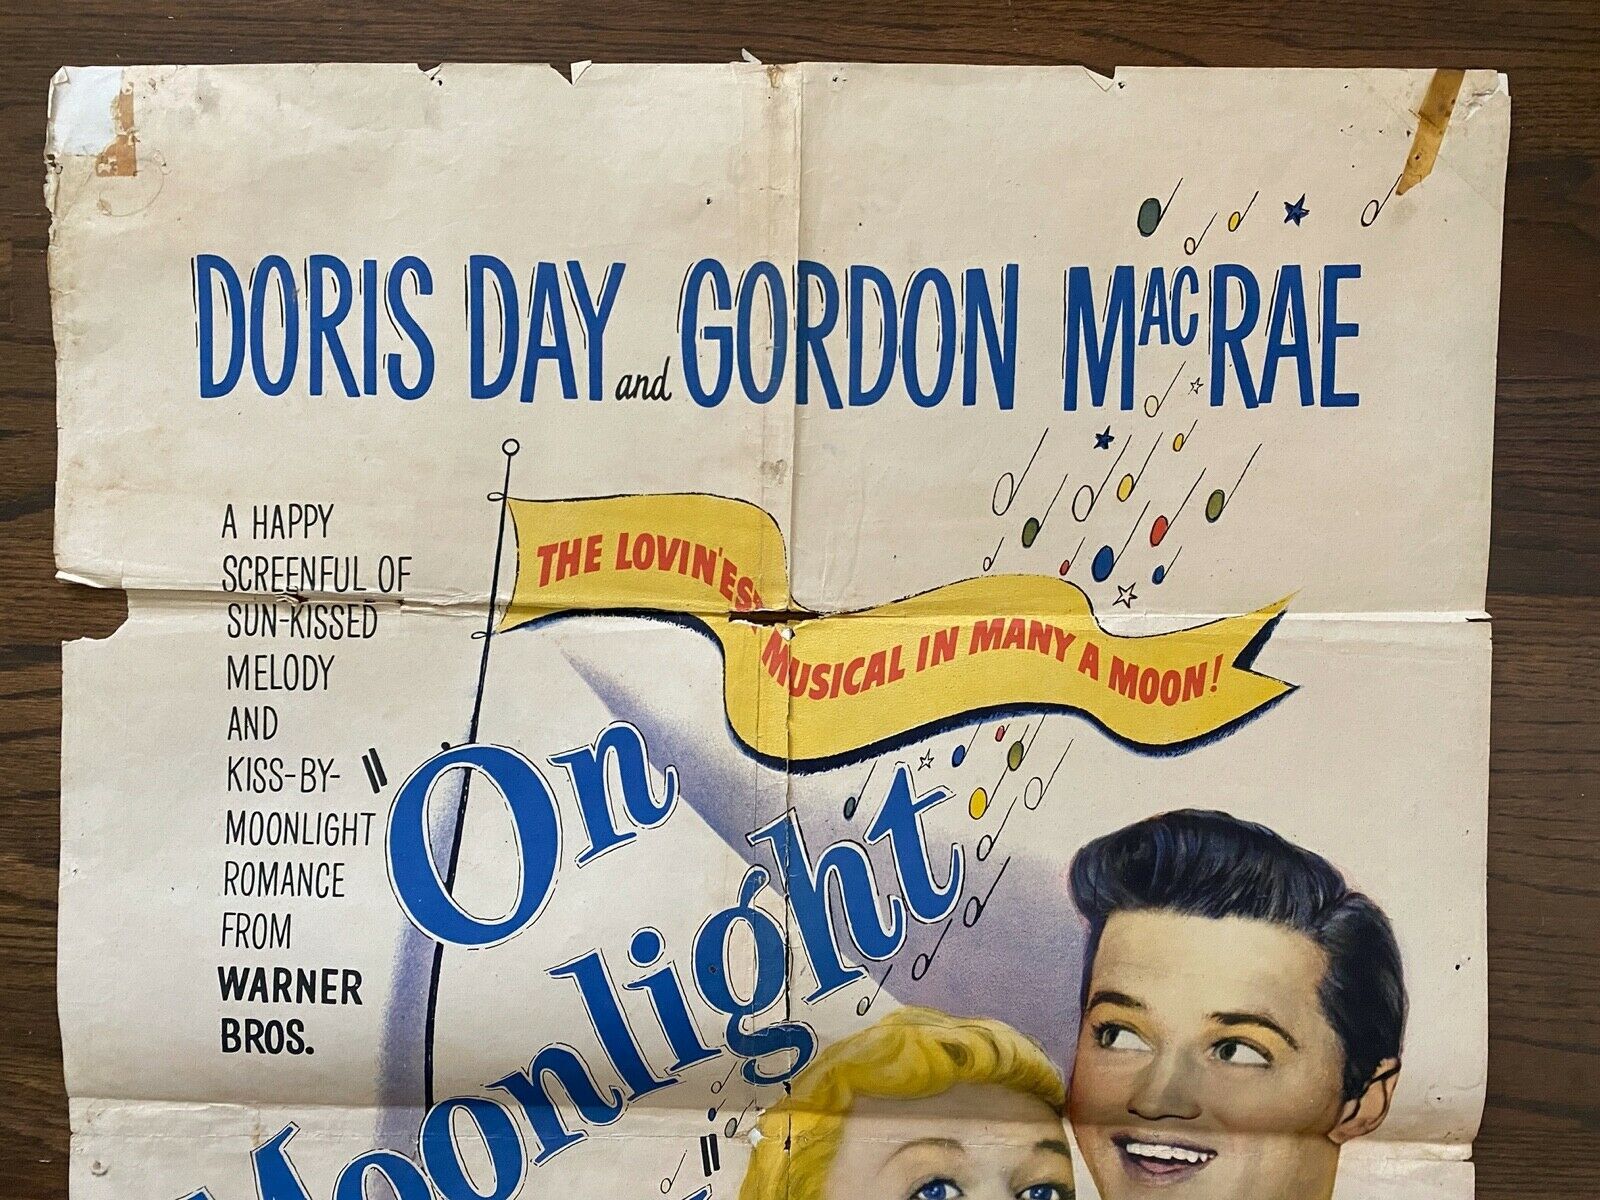 DORIS DAY and GORDON MACRAE
A HAPPY
SCREENFUL OF
SUN-KISSED
MELODY
AND
KISS-BY-
MOONLIGHT
ROMANCE
FROM
WARNER
BROS.
THE LOVIN'EST MUSICAL IN MANY A MOON!
"On
Moonlight